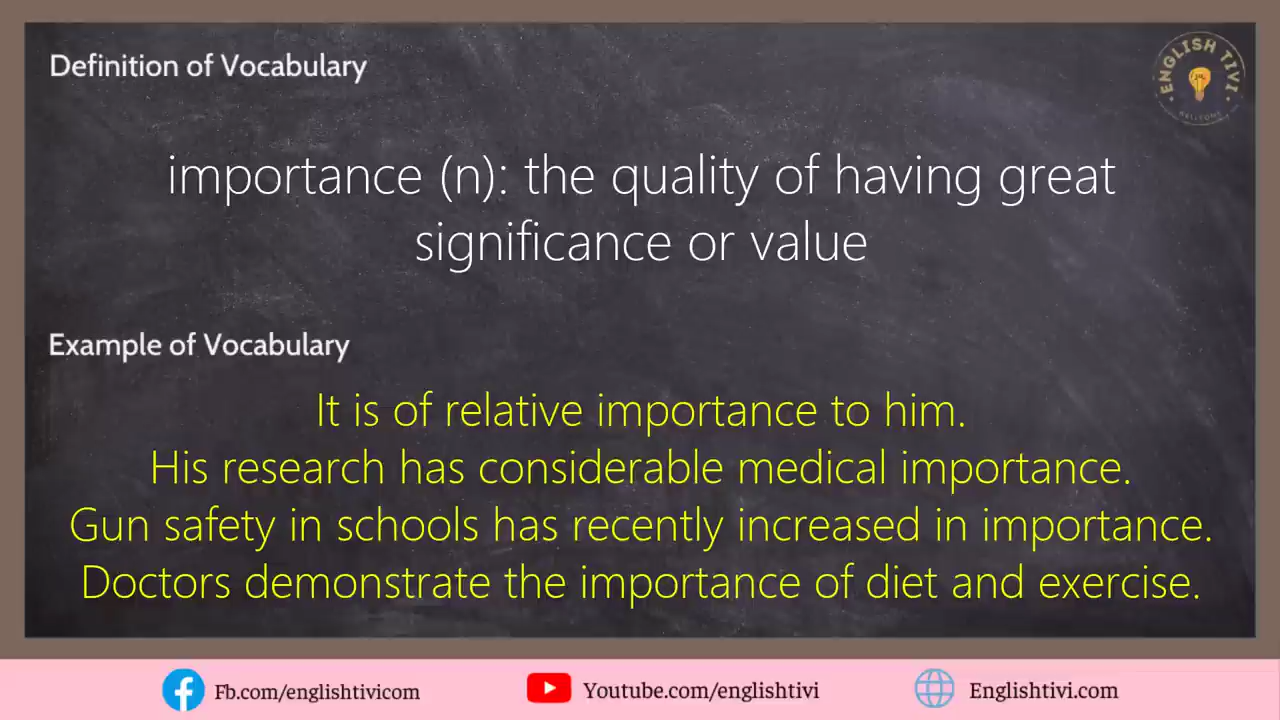 Definition of Vocabulary
ENGLISH TIVI
importance (n): the quality of having great
significance or value
Example of Vocabulary
It is of relative importance to him.
His research has considerable medical importance.
Gun safety in schools has recently increased in importance.
Doctors demonstrate the importance of diet and exercise.
Fb.com/englishtivicom
Youtube.com/englishtivi
Englishtivi.com